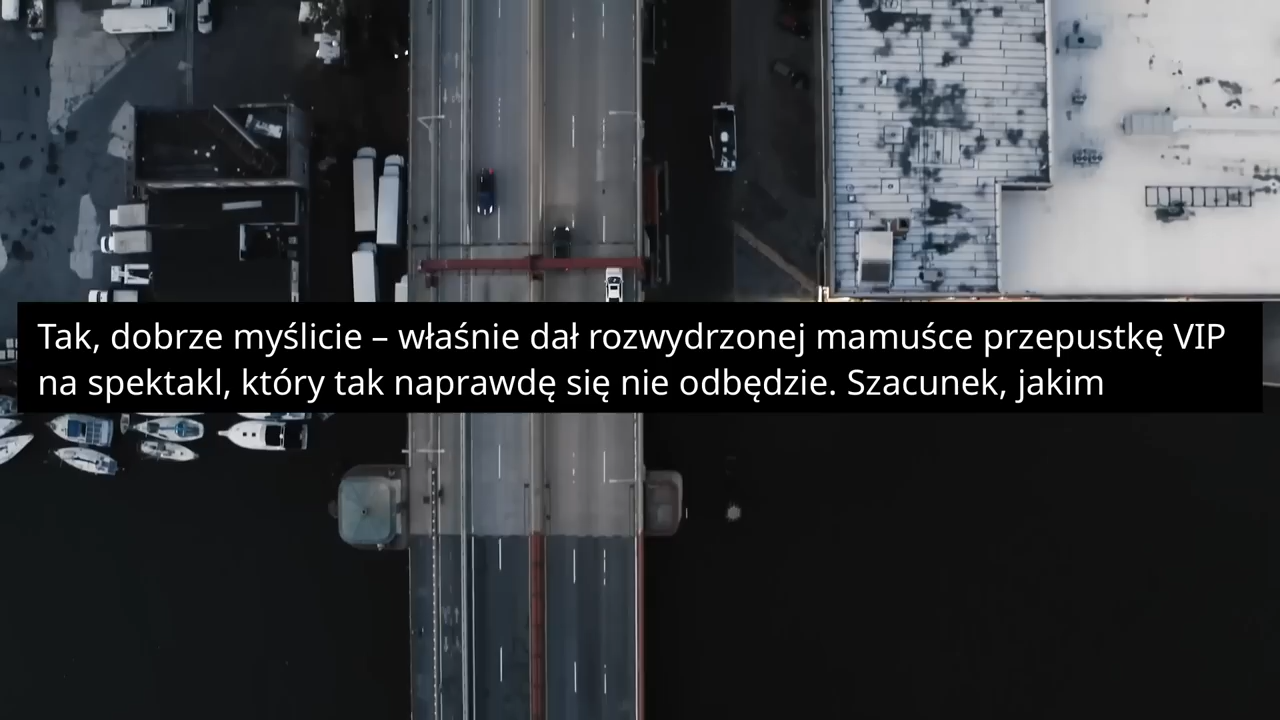 Tak, dobrze myślicie – właśnie dał rozwydrzonej mamuśce przepustkę VIP
na spektakl, który tak naprawdę się nie odbędzie. Szacunek, jakim